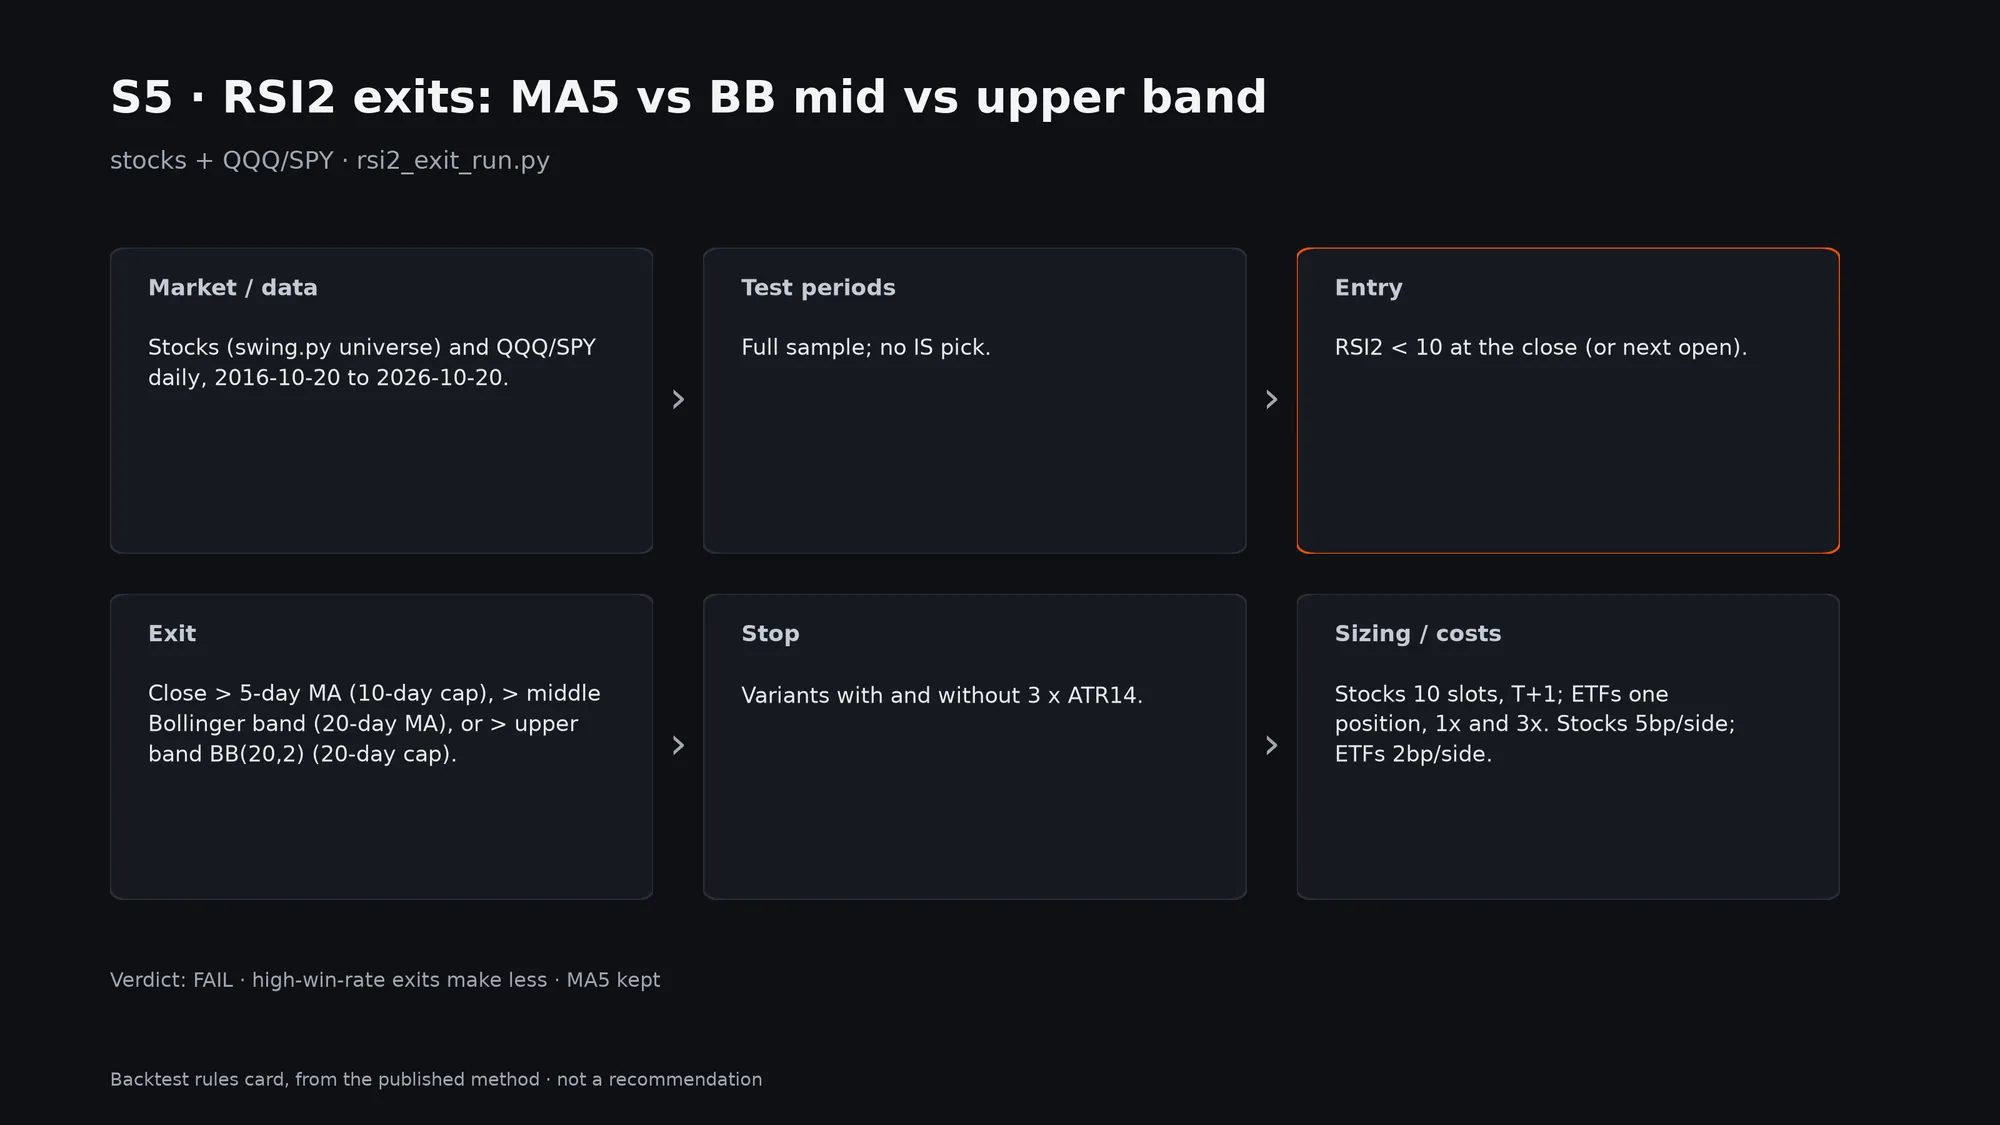 S5 · RSI2 exits: MA5 vs BB mid vs upper band
stocks + QQQ/SPY · rsi2_exit_run.py
Market / data
Stocks (swing.py universe) and QQQ/SPY
daily, 2016-10-20 to 2026-10-20.
›
Test periods
Full sample; no IS pick.
›
Entry
RSI2 < 10 at the close (or next open).
Exit
Close > 5-day MA (10-day cap), > middle
Bollinger band (20-day MA), or > upper
band BB(20,2) (20-day cap).
›
Stop
Variants with and without 3 x ATR14.
›
Sizing / costs
Stocks 10 slots, T+1; ETFs one
position, 1x and 3x. Stocks 5bp/side;
ETFs 2bp/side.
Verdict: FAIL · high-win-rate exits make less · MA5 kept
Backtest rules card, from the published method · not a recommendation